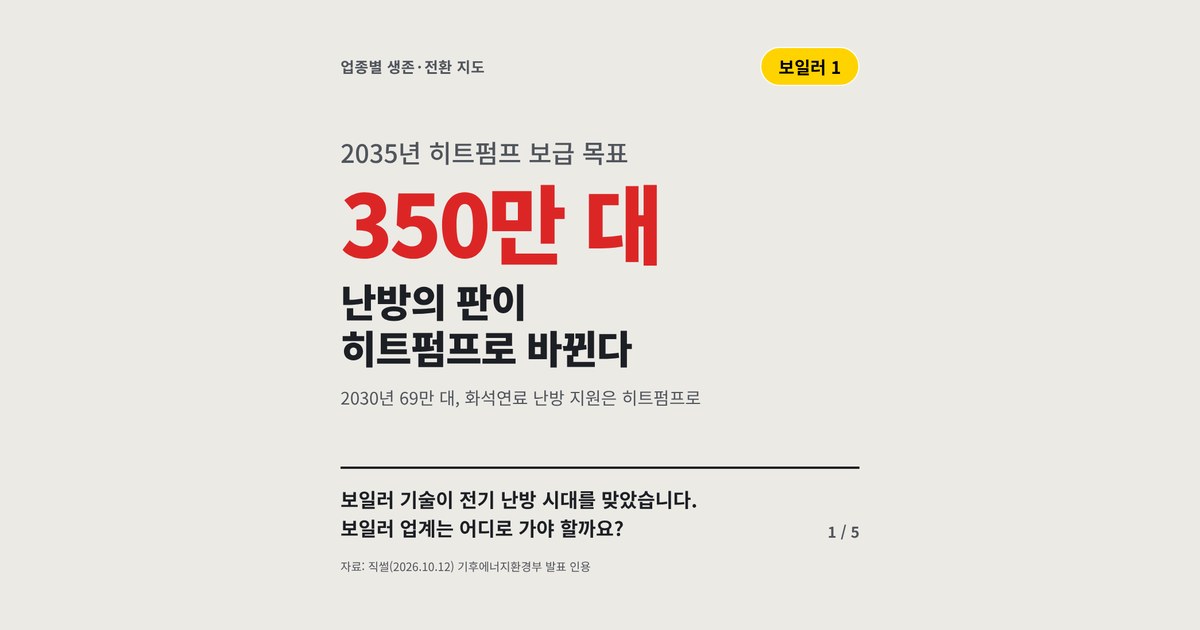 업종별 생존·전환 지도
보일러 1
2035년 히트펌프 보급 목표
350만 대
난방의 판이
히트펌프로 바뀐다
2030년 69만 대, 화석연료 난방 지원은 히트펌프로
보일러 기술이 전기 난방 시대를 맞았습니다.
보일러 업계는 어디로 가야 할까요?
1 / 5
자료: 직썰(2026.10.12) 기후에너지환경부 발표 인용